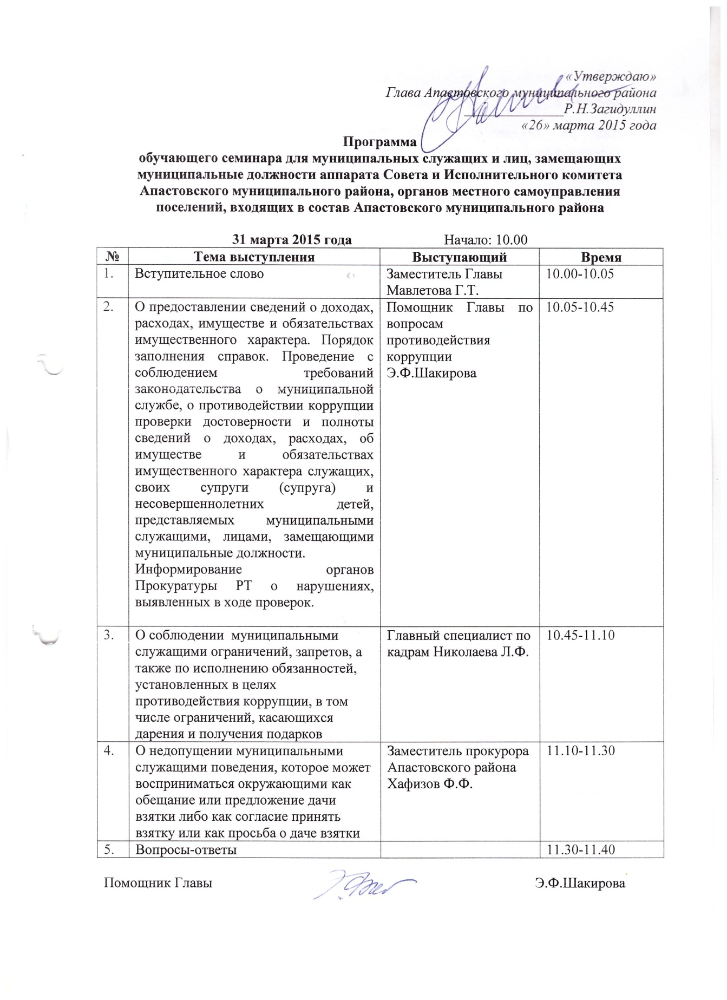 «Утверждаю»
Глава Апастовского муниципального района
______________Р.Н.Загидуллин
«26» марта 2015 года
Программа
обучающего семинара для муниципальных служащих и лиц, замещающих
муниципальные должности аппарата Совета и Исполнительного комитета
Апастовского муниципального района, органов местного самоуправления
поселений, входящих в состав Апастовского муниципального района
31 марта 2015 года Начало: 10.00
№ Тема выступления Выступающий Время
1. Вступительное слово Заместитель Главы 10.00-10.05
Мавлетова Г.Т.
2. О предоставлении сведений о доходах, Помощник Главы по 10.05-10.45
расходах, имуществе и обязательствах вопросам
имущественного характера. Порядок противодействия
заполнения справок. Проведение с коррупции
соблюдением требований Э.Ф.Шакирова
законодательства о муниципальной
службе, о противодействии коррупции
проверки достоверности и полноты
сведений о доходах, расходах, об
имуществе и обязательствах
имущественного характера служащих,
своих супруги (супруга) и
несовершеннолетних детей,
представляемых муниципальными
служащими, лицами, замещающими
муниципальные должности.
Информирование органов
Прокуратуры РТ о нарушениях,
выявленных в ходе проверок.
3. О соблюдении муниципальными Главный специалист по 10.45-11.10
служащими ограничений, запретов, а кадрам Николаева Л.Ф.
также по исполнению обязанностей,
установленных в целях
противодействия коррупции, в том
числе ограничений, касающихся
дарения и получения подарков
4. О недопущении муниципальными Заместитель прокурора 11.10-11.30
служащими поведения, которое может Апастовского района
восприниматься окружающими как Хафизов Ф.Ф.
обещание или предложение дачи
взятки либо как согласие принять
взятку или как просьба о даче взятки
5. Вопросы-ответы 11.30-11.40
Помощник Главы Э.Ф.Шакирова